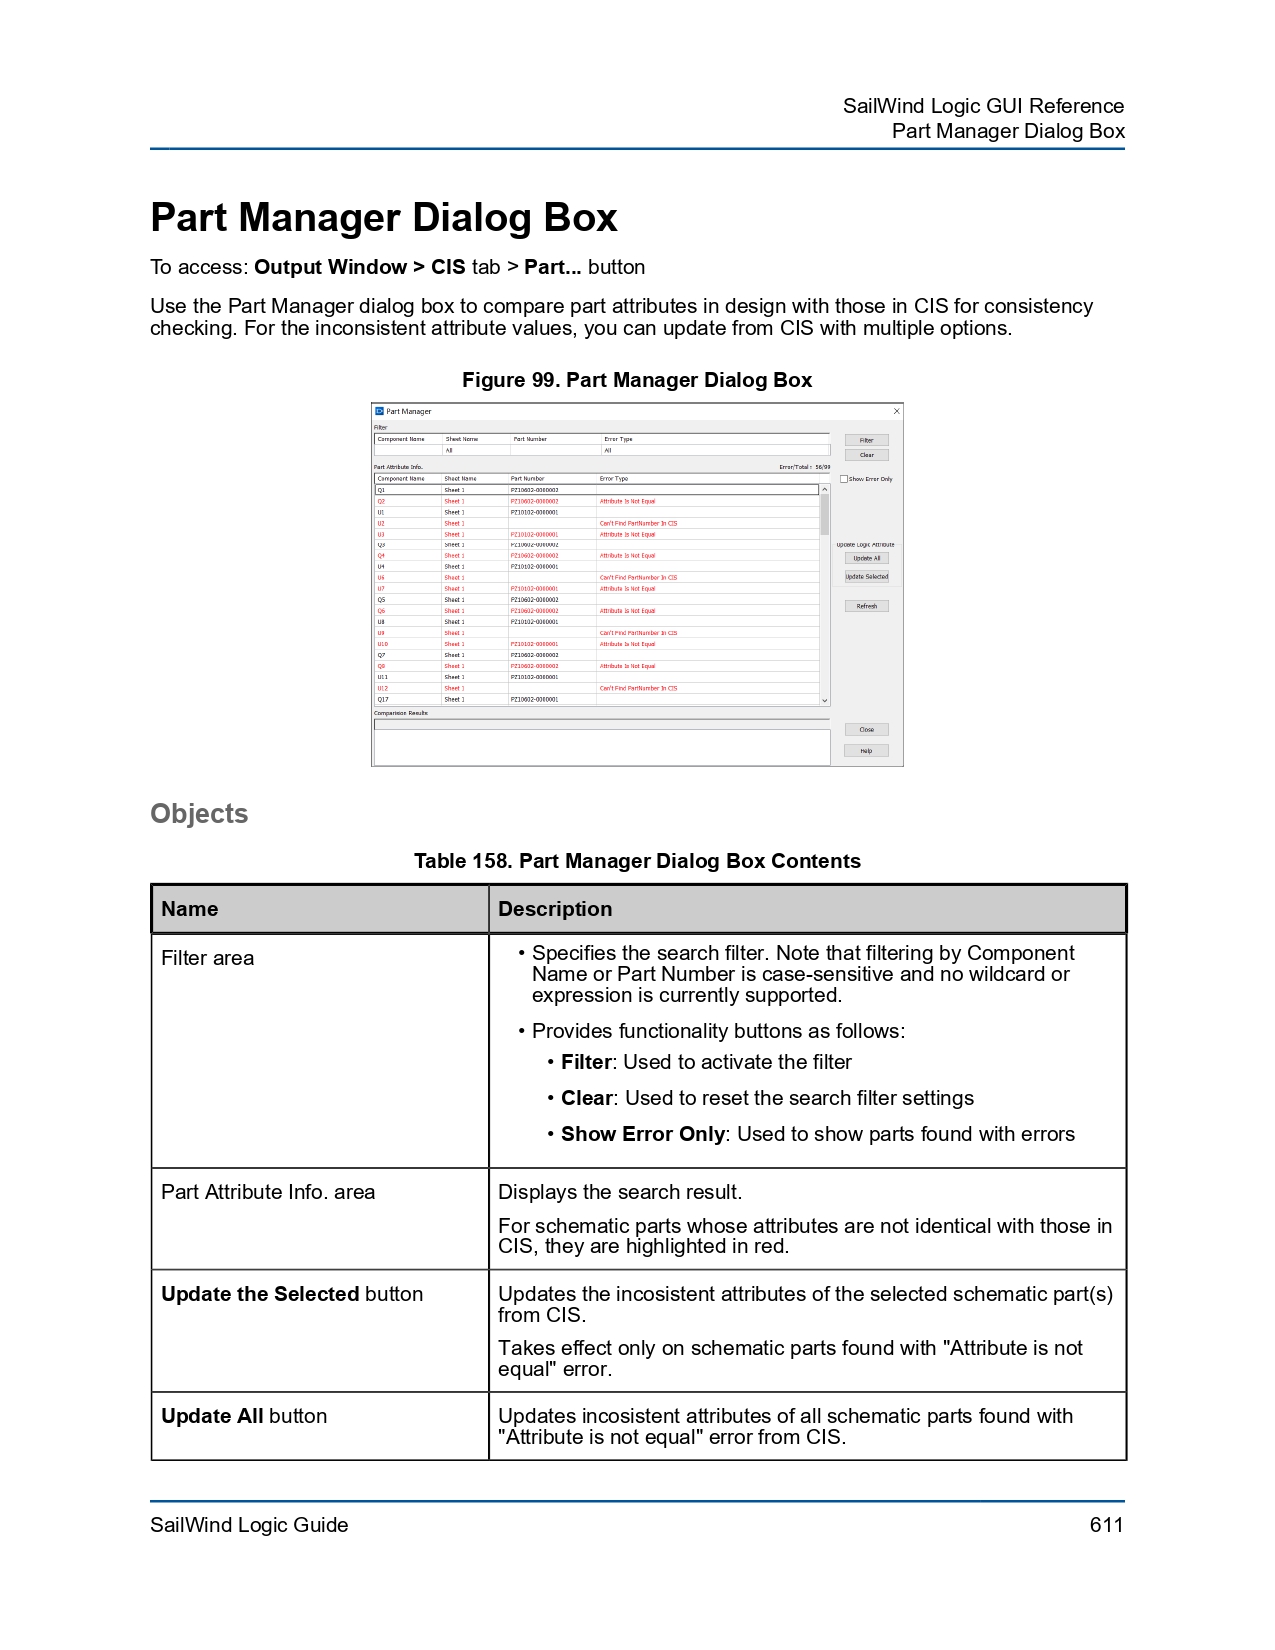 SailWind Logic GUI Reference
Part Manager Dialog Box
Part Manager Dialog Box
To access: Output Window > CIS tab > Part... button
Use the Part Manager dialog box to compare part attributes in design with those in CIS for consistency
checking. For the inconsistent attribute values, you can update from CIS with multiple options.
Figure 99. Part Manager Dialog Box
Part Manager
Filter
Component Name Sheet Name Part Number Error Type
All All
Filter
Clear
Part Attribute Info. Error/Total : 56/99
Show Error Only
Component Name Sheet Name Part Number Error Type
Q1 Sheet 1 PZ10602-0000002
Q2 Sheet 1 PZ10602-0000002 Attribute Is Not Equal
U1 Sheet 1 PZ10102-0000001
U2 Sheet 1 Can't Find PartNumber In CIS
U3 Sheet 1 PZ10102-0000001 Attribute Is Not Equal
Q3 Sheet 1 PZ10602-0000002
Q4 Sheet 1 PZ10602-0000002 Attribute Is Not Equal
U4 Sheet 1 PZ10102-0000001
U6 Sheet 1 Can't Find PartNumber In CIS
U7 Sheet 1 PZ10102-0000001 Attribute Is Not Equal
Q5 Sheet 1 PZ10602-0000002
Q6 Sheet 1 PZ10602-0000002 Attribute Is Not Equal
U8 Sheet 1 PZ10102-0000001
U9 Sheet 1 Can't Find PartNumber In CIS
U10 Sheet 1 PZ10102-0000001 Attribute Is Not Equal
Q7 Sheet 1 PZ10602-0000002
Q8 Sheet 1 PZ10602-0000002 Attribute Is Not Equal
U11 Sheet 1 PZ10102-0000001
U12 Sheet 1 Can't Find PartNumber In CIS
Q17 Sheet 1 PZ10602-0000002
Update Logic Attribute
Update All
Update Selected
Refresh
Comparision Results
Close
Help
Objects
Table 158. Part Manager Dialog Box Contents
Name Description
Filter area
• Specifies the search filter. Note that filtering by Component
Name or Part Number is case-sensitive and no wildcard or
expression is currently supported.
• Provides functionality buttons as follows:
• Filter: Used to activate the filter
• Clear: Used to reset the search filter settings
• Show Error Only: Used to show parts found with errors
Part Attribute Info. area
Displays the search result.
For schematic parts whose attributes are not identical with those in
CIS, they are highlighted in red.
Update the Selected button
Updates the incosistent attributes of the selected schematic part(s)
from CIS.
Takes effect only on schematic parts found with "Attribute is not
equal" error.
Update All button
Updates incosistent attributes of all schematic parts found with
"Attribute is not equal" error from CIS.
SailWind Logic Guide 611